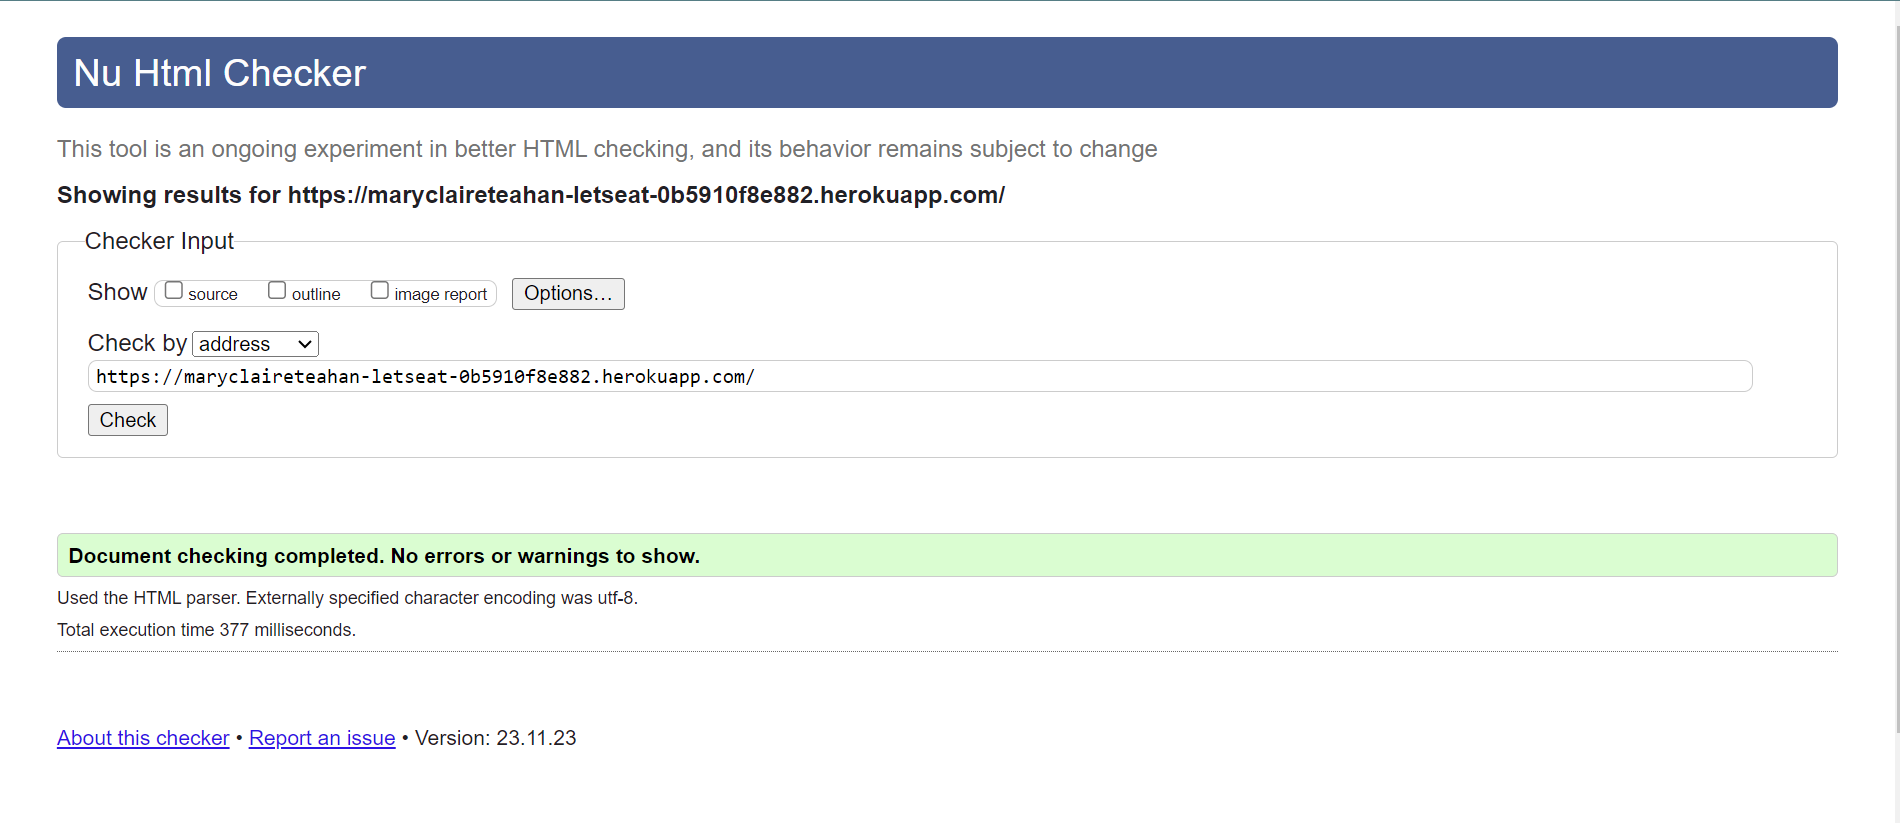 Nu Html Checker
This tool is an ongoing experiment in better HTML checking, and its behavior remains subject to change
Showing results for https://maryclaireteahan-letseat-0b5910f8e882.herokuapp.com/
Checker Input
Show source outline image report Options...
Check by address
https://maryclaireteahan-letseat-0b5910f8e882.herokuapp.com/
Check
Document checking completed. No errors or warnings to show.
Used the HTML parser. Externally specified character encoding was utf-8.
Total execution time 377 milliseconds.
About this checker • Report an issue • Version: 23.11.23